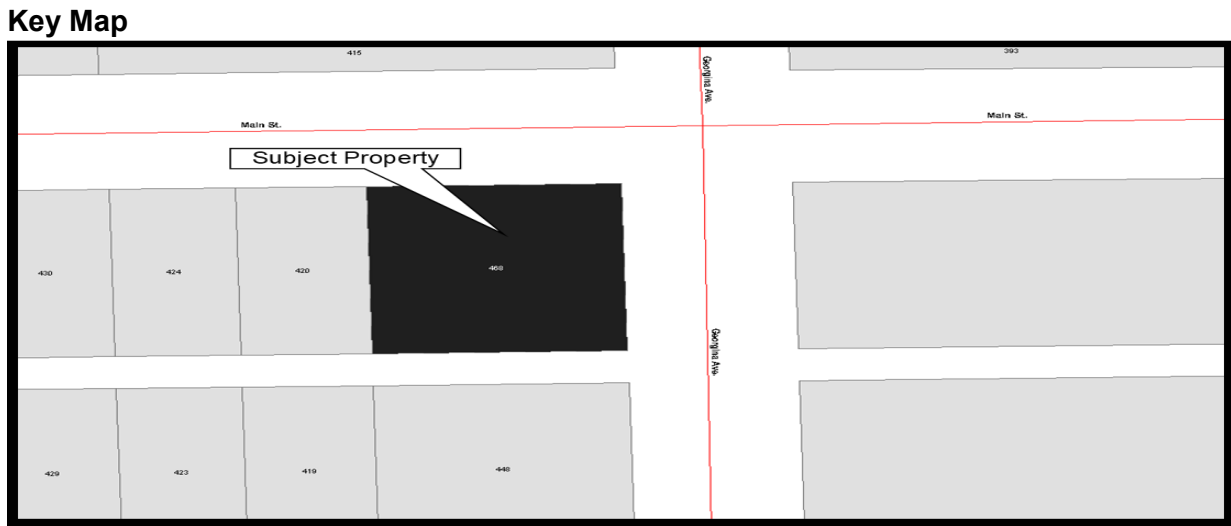 Key Map
415
393
Georgina Ave.
Main St.
Main St.
Subject Property
430
424
420
468
Georgina Ave.
429
423
419
448